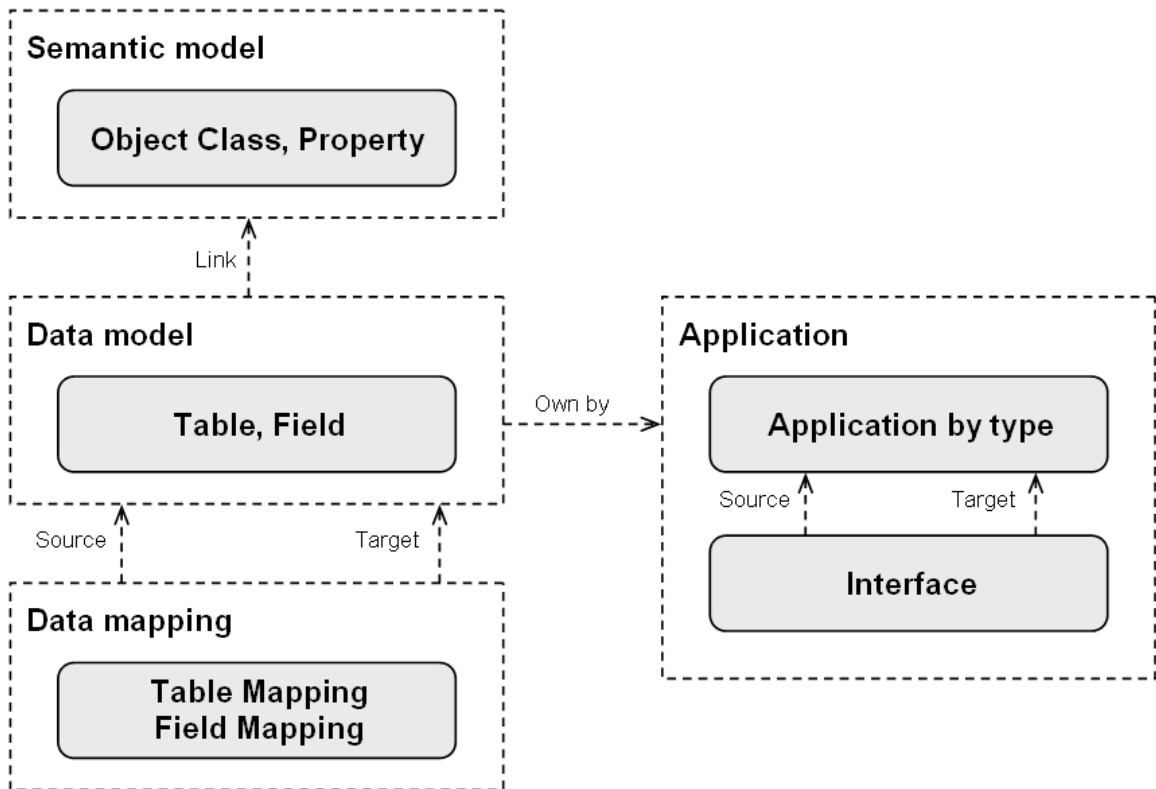 Semantic model
Object Class, Property
Link
Data model
Table, Field
Own by
Application
Application by type
Source
Target
Interface
Source
Target
Data mapping
Table Mapping
Field Mapping